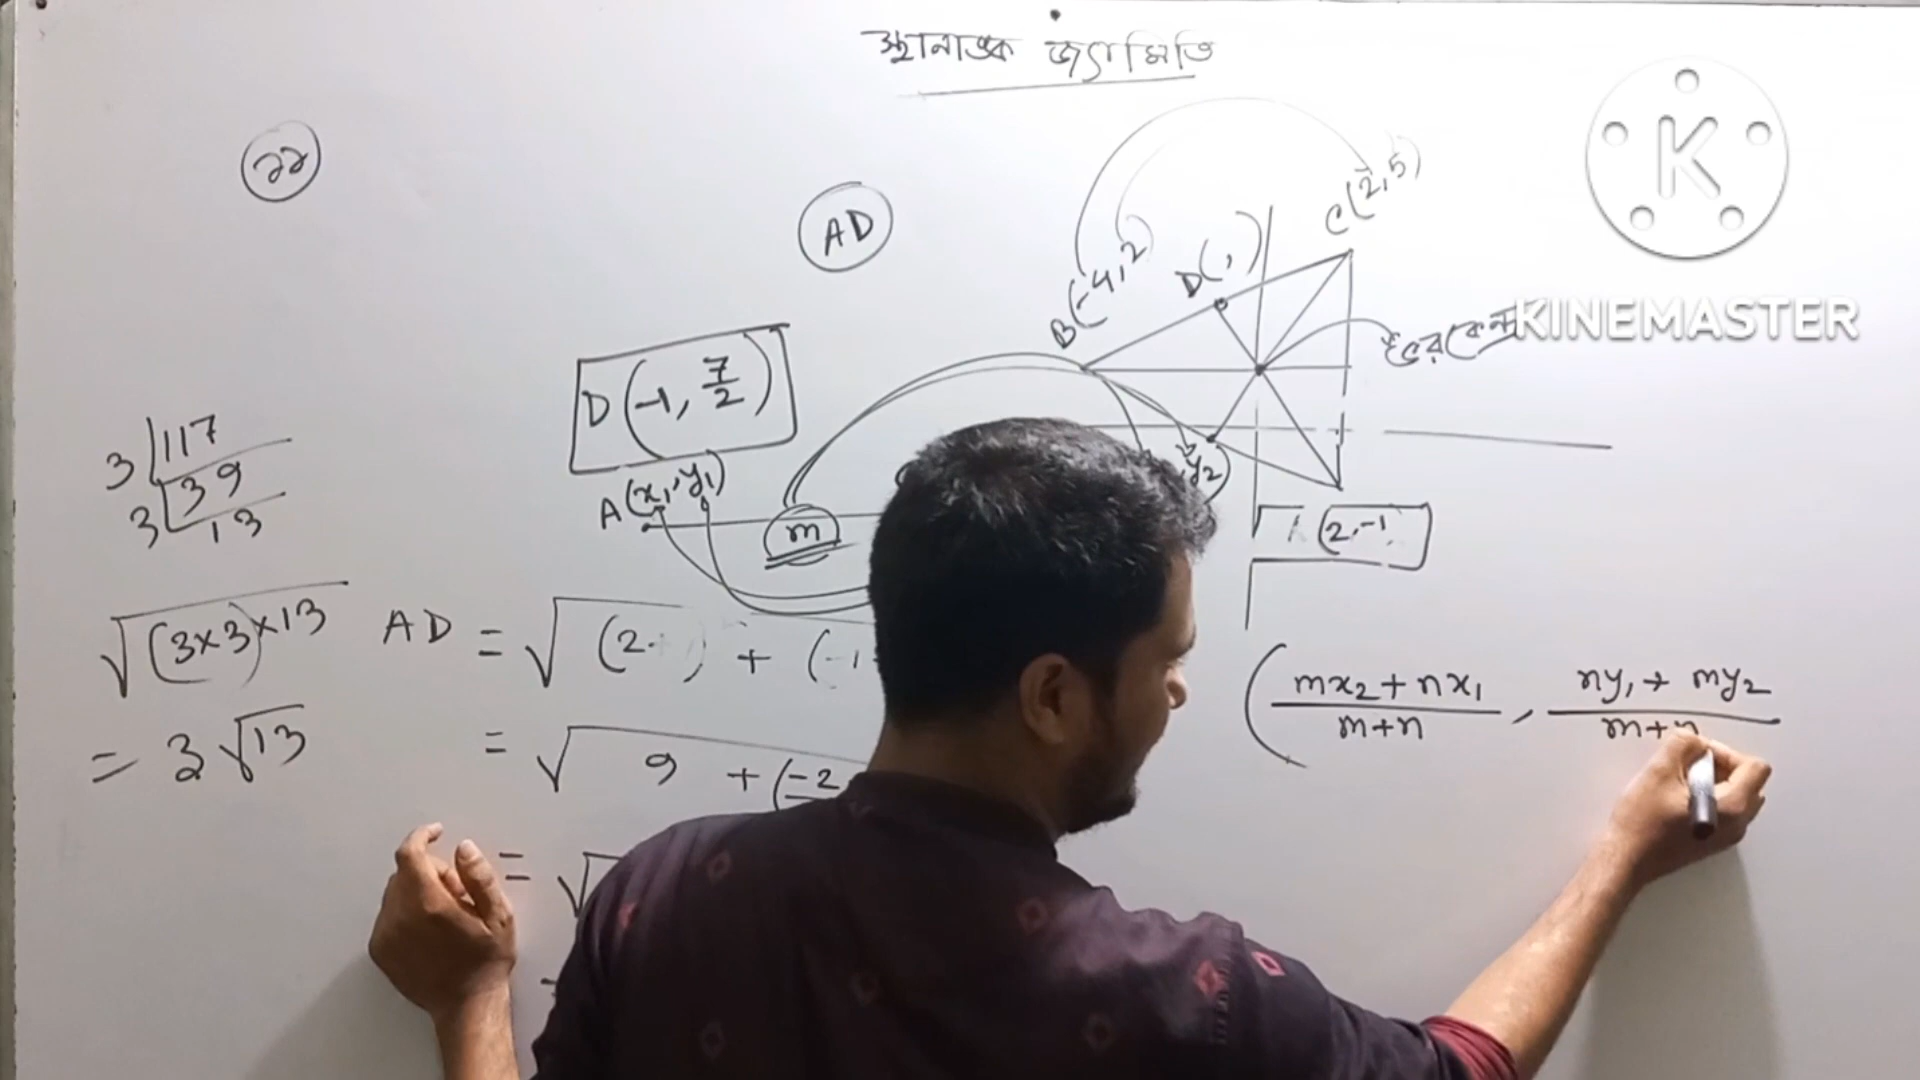 স্থানাঙ্ক জ্যামিতি
২২
AD
C(2,5)
B(-4,2)
D( , )
ভরকেন্দ্র
K
KINEMASTER
D(-1, 7/2)
A(x₁, y₁)
m
y₂)
(2,-1
3 | 117
3 | 39
13
√(3×3)×13
= 3√13
AD = √(2- ) + (-1
= √ 9 + (-2
= √
(mx₂+nx₁ / m+n , ny₁+my₂ / m+n